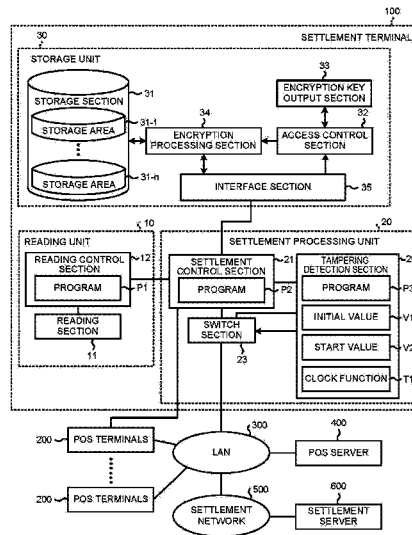 100
SETTLEMENT TERMINAL
30
STORAGE UNIT
STORAGE SECTION
31
STORAGE AREA
31-1
STORAGE AREA
31-n
34
ENCRYPTION
PROCESSING SECTION
33
ENCRYPTION KEY
OUTPUT SECTION
32
ACCESS CONTROL
SECTION
INTERFACE SECTION
35
10
READING UNIT
READING CONTROL
SECTION
12
PROGRAM
P1
READING
SECTION
11
20
SETTLEMENT PROCESSING UNIT
SETTLEMENT
CONTROL SECTION
21
PROGRAM
P2
SWITCH
SECTION
23
TAMPERING
DETECTION SECTION
2
PROGRAM
P3
INITIAL VALUE
V1
START VALUE
V2
CLOCK FUNCTION
T1
200
POS TERMINALS
200
POS TERMINALS
300
LAN
400
POS SERVER
500
SETTLEMENT
NETWORK
600
SETTLEMENT
SERVER